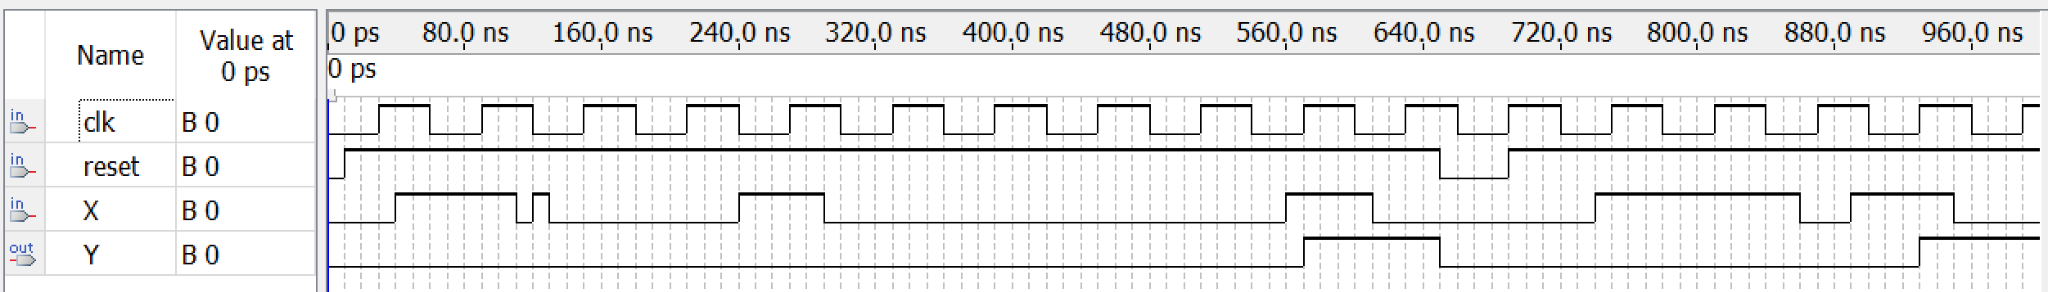 Name
Value at
0 ps
0 ps 80.0 ns 160.0 ns 240.0 ns 320.0 ns 400.0 ns 480.0 ns 560.0 ns 640.0 ns 720.0 ns 800.0 ns 880.0 ns 960.0 ns
0 ps
in clk B 0
in reset B 0
in X B 0
out Y B 0